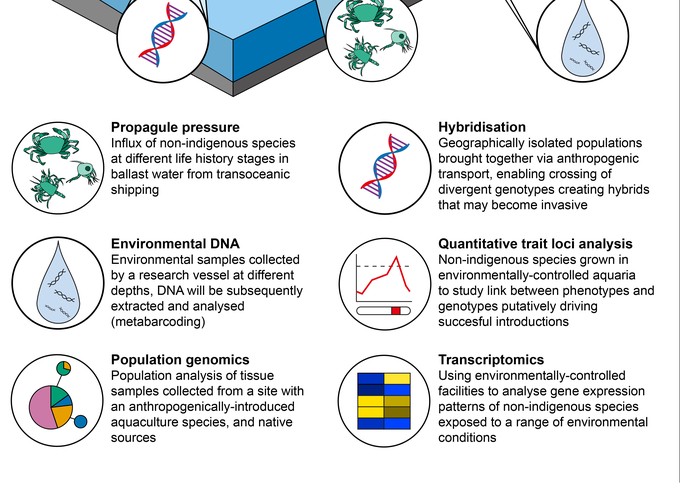 Propagule pressure
Influx of non-indigenous species
at different life history stages in
ballast water from transoceanic
shipping
Hybridisation
Geographically isolated populations
brought together via anthropogenic
transport, enabling crossing of
divergent genotypes creating hybrids
that may become invasive
Environmental DNA
Environmental samples collected
by a research vessel at different
depths, DNA will be subsequently
extracted and analysed
(metabarcoding)
Quantitative trait loci analysis
Non-indigenous species grown in
environmentally-controlled aquaria
to study link between phenotypes and
genotypes putatively driving
succesful introductions
Population genomics
Population analysis of tissue
samples collected from a site with
an anthropogenically-introduced
aquaculture species, and native
sources
Transcriptomics
Using environmentally-controlled
facilities to analyse gene expression
patterns of non-indigenous species
exposed to a range of environmental
conditions